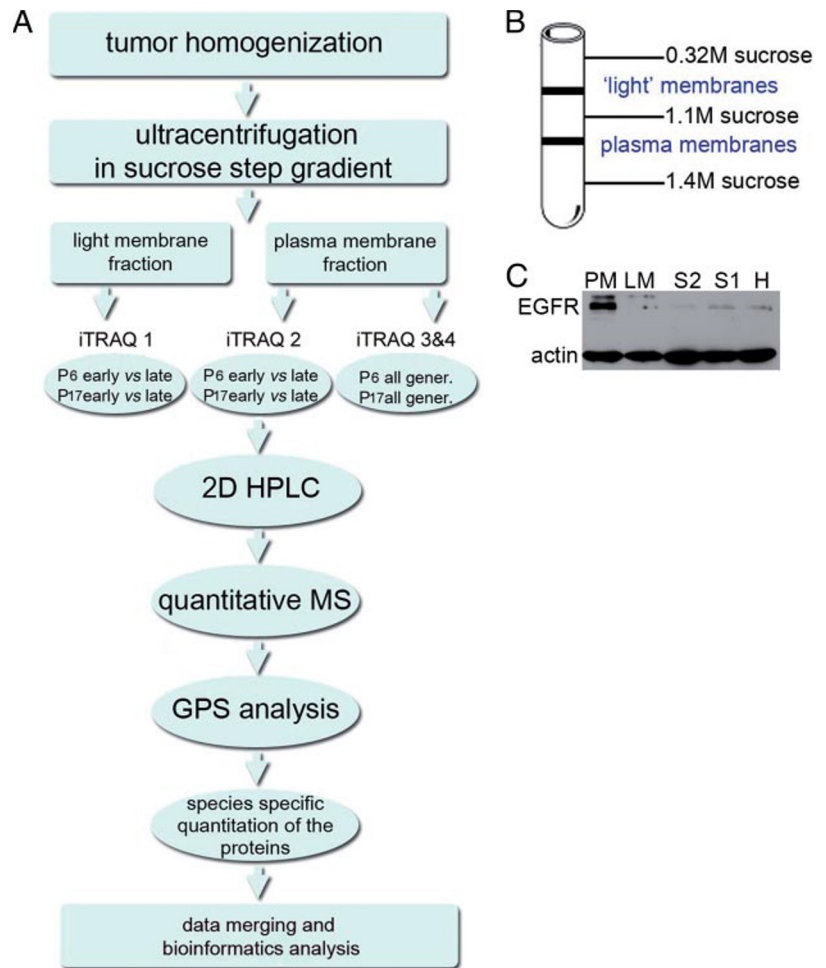 A
tumor homogenization
ultracentrifugation
in sucrose step gradient
light membrane
fraction
plasma membrane
fraction
iTRAQ 1
iTRAQ 2
iTRAQ 3&4
P6 early vs late
P17early vs late
P6 early vs late
P17early vs late
P6 all gener.
P17all gener.
2D HPLC
quantitative MS
GPS analysis
species specific
quantitation of the
proteins
data merging and
bioinformatics analysis
B
0.32M sucrose
'light' membranes
1.1M sucrose
plasma membranes
1.4M sucrose
C
PM LM S2 S1 H
EGFR
actin